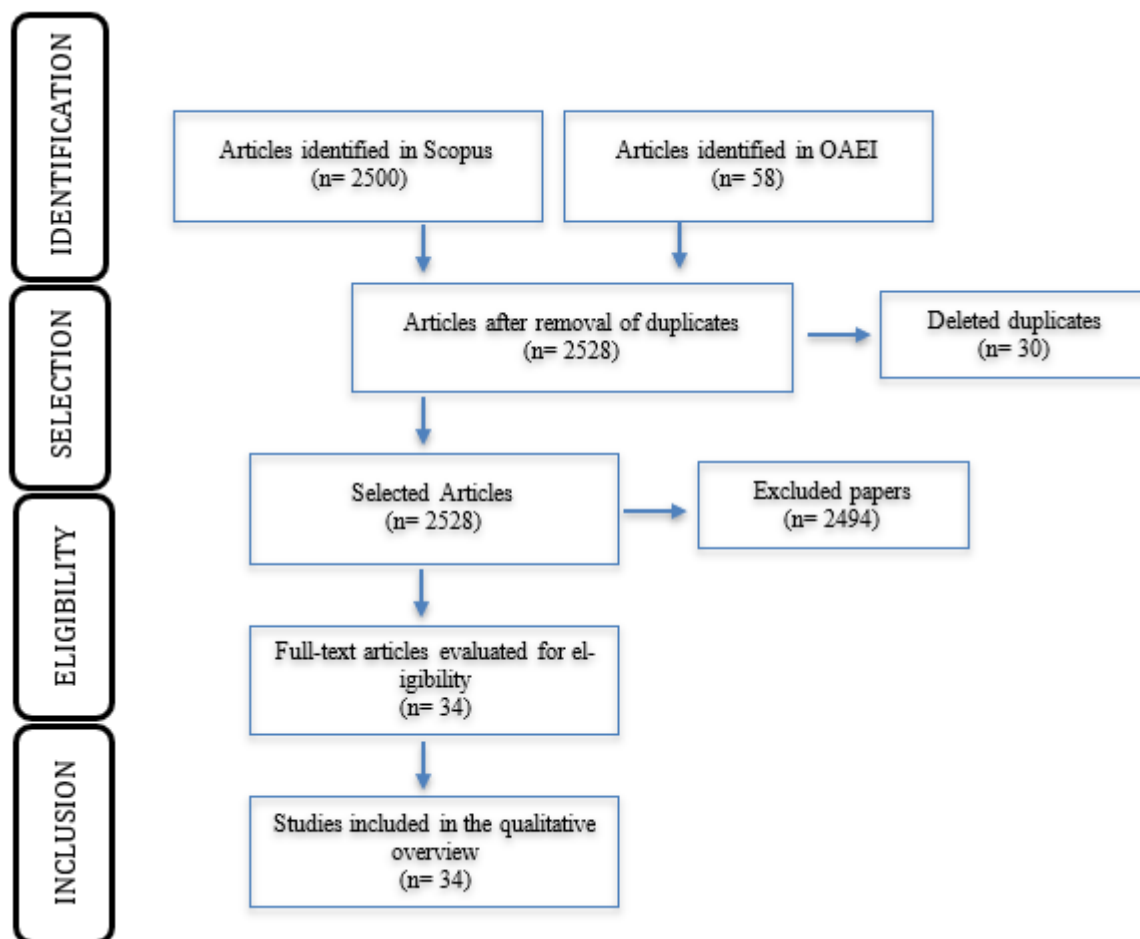 IDENTIFICATION
Articles identified in Scopus
(n= 2500)
Articles identified in OAEI
(n= 58)
SELECTION
Articles after removal of duplicates
(n= 2528)
Deleted duplicates
(n= 30)
Selected Articles
(n= 2528)
Excluded papers
(n= 2494)
ELIGIBILITY
Full-text articles evaluated for el-
igibility
(n= 34)
INCLUSION
Studies included in the qualitative
overview
(n= 34)